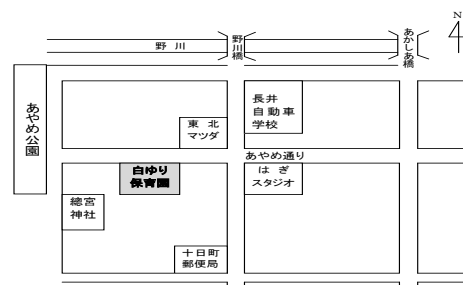 N
野川
野川橋
あかしあ橋
あやめ公園
東北
マツダ
長井
自動車
学校
あやめ通り
白ゆり
保育園
はぎ
スタジオ
總宮
神社
十日町
郵便局